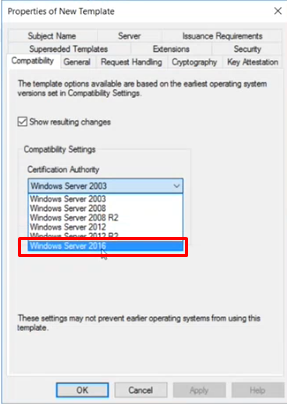 Properties of New Template
Subject Name Server Issuance Requirements
Superseded Templates Extensions Security
Compatibility General Request Handling Cryptography Key Attestation
The template options available are based on the earliest operating system
versions set in Compatibility Settings.
Show resulting changes
Compatibility Settings
Certification Authority
Windows Server 2003
Windows Server 2003
Windows Server 2008
Windows Server 2008 R2
Windows Server 2012
Windows Server 2012 R2
Windows Server 2016
These settings may not prevent earlier operating systems from using this
template.
OK Cancel Apply Help